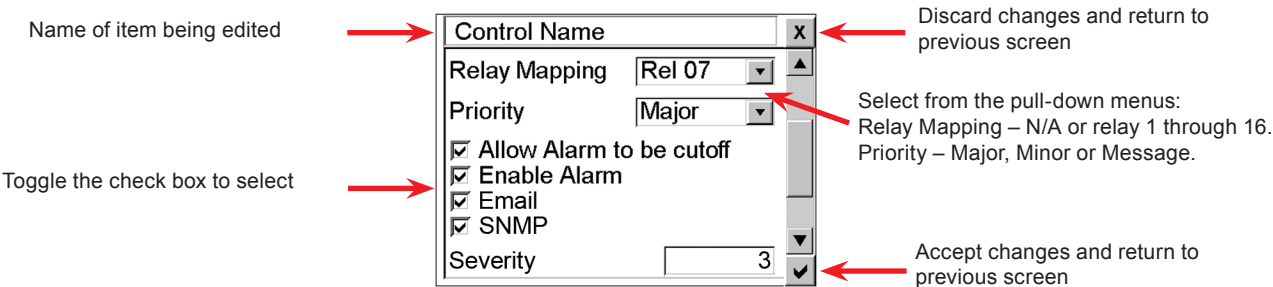 Name of item being edited
Control Name
X
Discard changes and return to
previous screen
Relay Mapping Rel 07
Priority Major
Select from the pull-down menus:
Relay Mapping – N/A or relay 1 through 16.
Priority – Major, Minor or Message.
Allow Alarm to be cutoff
Enable Alarm
Email
SNMP
Toggle the check box to select
Severity 3
Accept changes and return to
previous screen